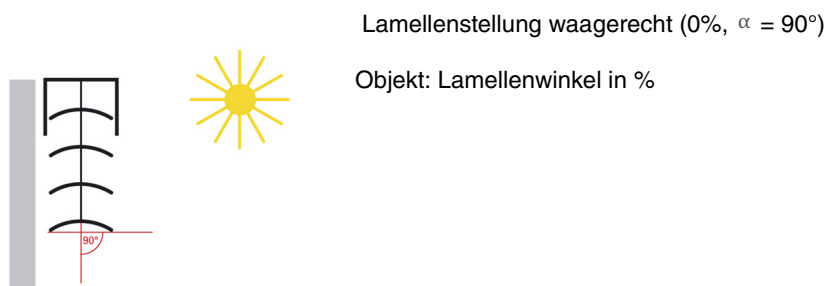 Lamellenstellung waagerecht (0%, α = 90°)
Objekt: Lamellenwinkel in %
90°